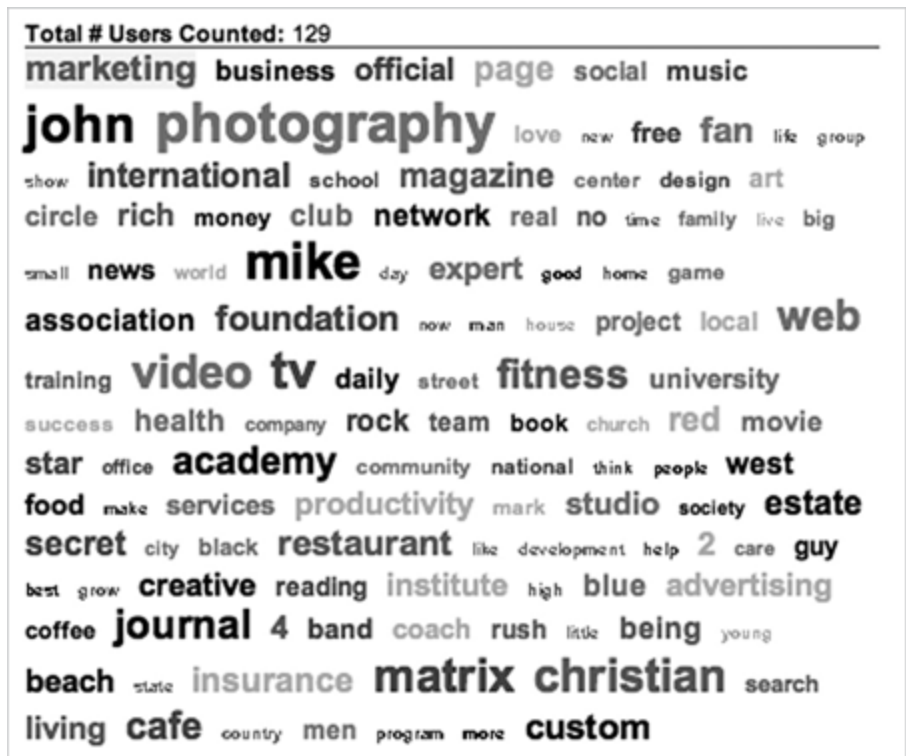 Total # Users Counted: 129
marketing business official page social music
john photography love new free fan life group
show international school magazine center design art
circle rich money club network real no time family live big
small news world mike day expert good home game
association foundation now man house project local web
training video tv daily street fitness university
success health company rock team book church red movie
star office academy community national think people west
food make services productivity mark studio society estate
secret city black restaurant like development help 2 care guy
best grow creative reading institute high blue advertising
coffee journal 4 band coach rush little being young
beach state insurance matrix christian search
living cafe country men program more custom